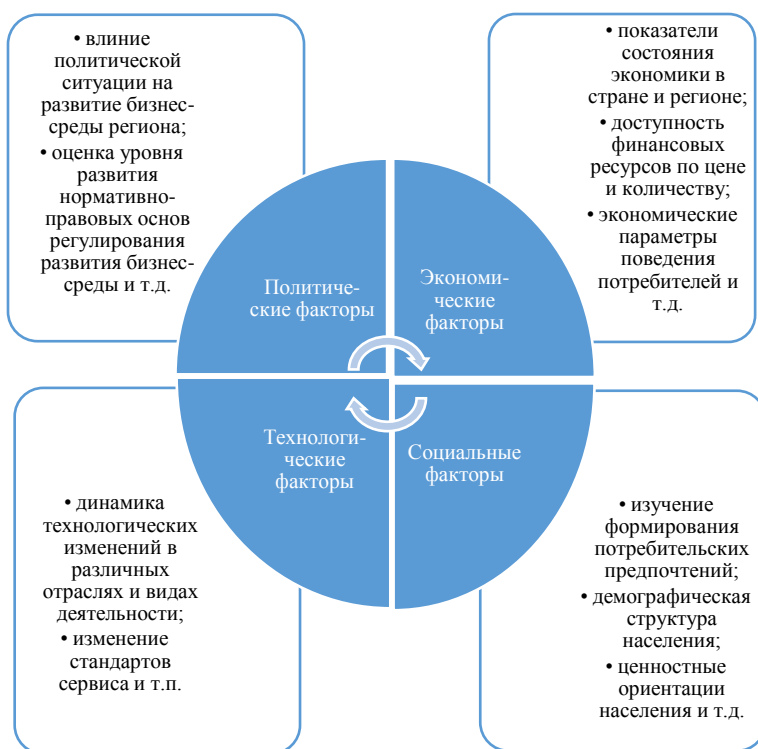 • влиние
политической
ситуации на
развитие бизнес-
среды региона;
• оценка уровня
развития
нормативно-
правовых основ
регулирования
развития бизнес-
среды и т.д.
• показатели
состояния
экономики в
стране и регионе;
• доступность
финансовых
ресурсов по цене
и количеству;
• экономические
параметры
поведения
потребителей и
т.д.
Политиче-
ские факторы
Экономи-
ческие
факторы
Технологи-
ческие
факторы
Социальные
факторы
• динамика
технологических
изменений в
различных
отраслях и видах
деятельности;
• изменение
стандартов
сервиса и т.п.
• изучение
формирования
потребительских
предпочтений;
• демографическая
структура
населения;
• ценностные
ориентации
населения и т.д.